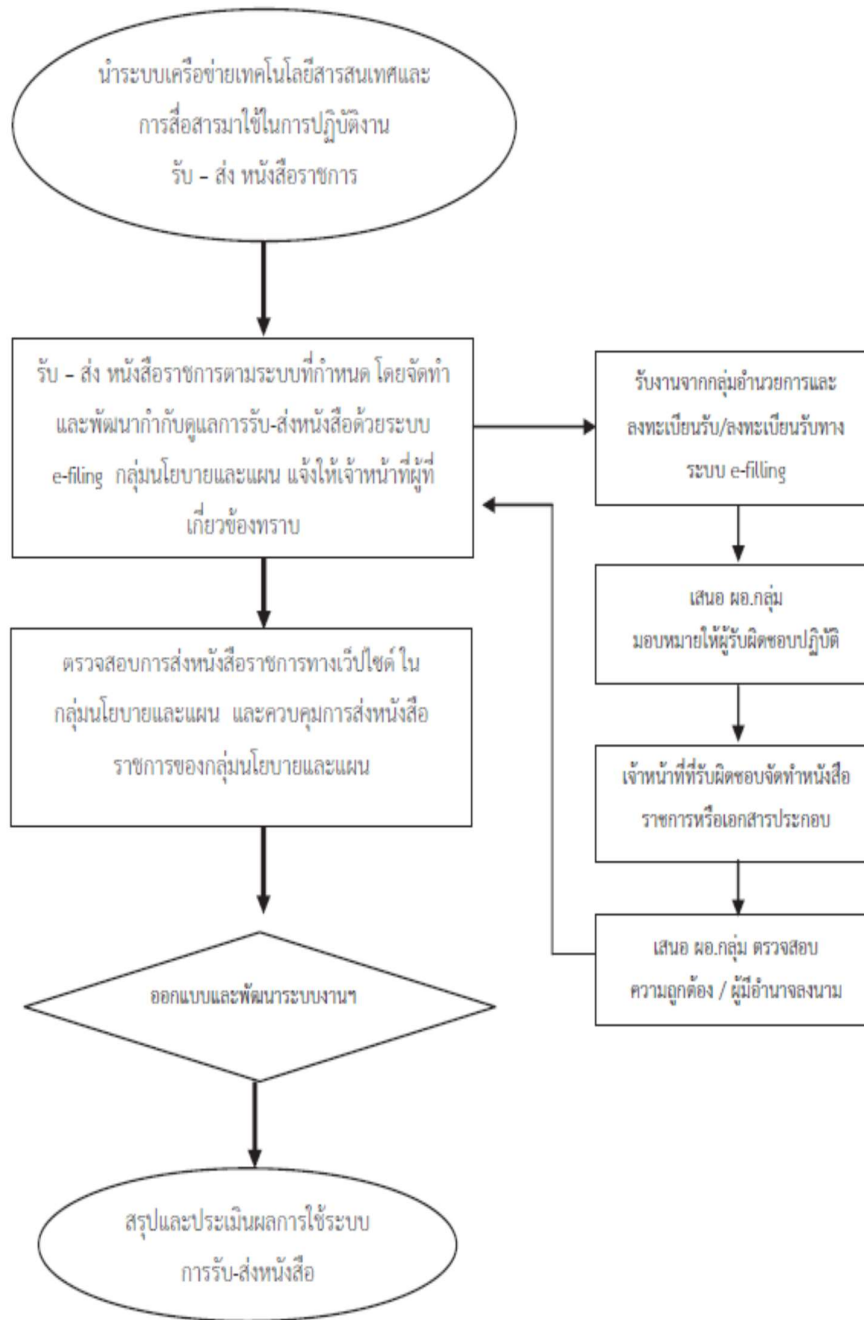 นำระบบเครือข่ายเทคโนโลยีสารสนเทศและ
การสื่อสารมาใช้ในการปฏิบัติงาน
รับ – ส่ง หนังสือราชการ
รับ – ส่ง หนังสือราชการตามระบบที่กำหนด โดยจัดทำ
และพัฒนากำกับดูแลการรับ-ส่งหนังสือด้วยระบบ
e-filing กลุ่มนโยบายและแผน แจ้งให้เจ้าหน้าที่ผู้ที่
เกี่ยวข้องทราบ
รับงานจากกลุ่มอำนวยการและ
ลงทะเบียนรับ/ลงทะเบียนรับทาง
ระบบ e-filling
เสนอ ผอ.กลุ่ม
มอบหมายให้ผู้รับผิดชอบปฏิบัติ
เจ้าหน้าที่ที่รับผิดชอบจัดทำหนังสือ
ราชการหรือเอกสารประกอบ
เสนอ ผอ.กลุ่ม ตรวจสอบ
ความถูกต้อง / ผู้มีอำนาจลงนาม
ตรวจสอบการส่งหนังสือราชการทางเว็ปไซต์ ใน
กลุ่มนโยบายและแผน และควบคุมการส่งหนังสือ
ราชการของกลุ่มนโยบายและแผน
ออกแบบและพัฒนาระบบงานฯ
สรุปและประเมินผลการใช้ระบบ
การรับ-ส่งหนังสือ